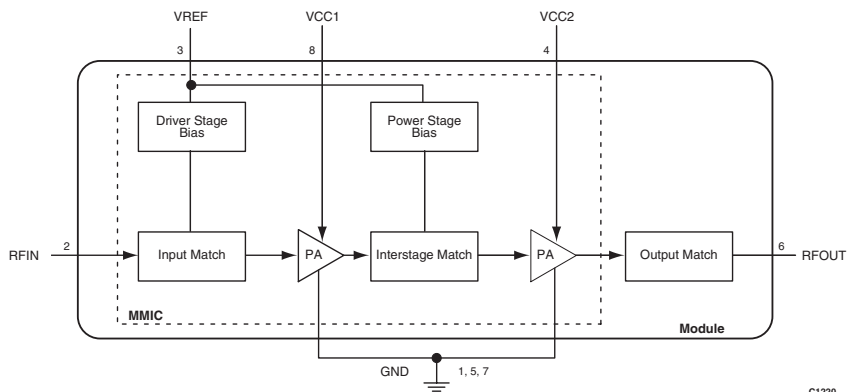 VREF
VCC1
VCC2
3
8
4
Driver Stage
Bias
Power Stage
Bias
RFIN
2
Input Match
PA
Interstage Match
PA
Output Match
6
RFOUT
MMIC
Module
GND
1, 5, 7
C1220